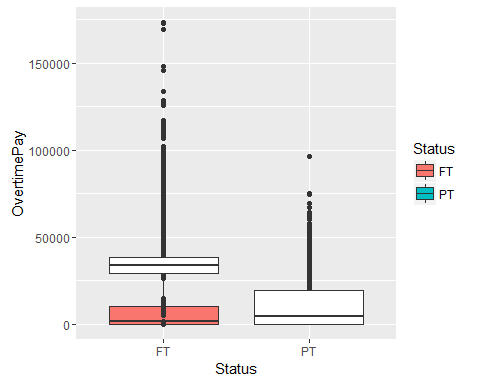 OvertimePay
150000
100000
50000
0
FT
PT
Status
Status
FT
PT